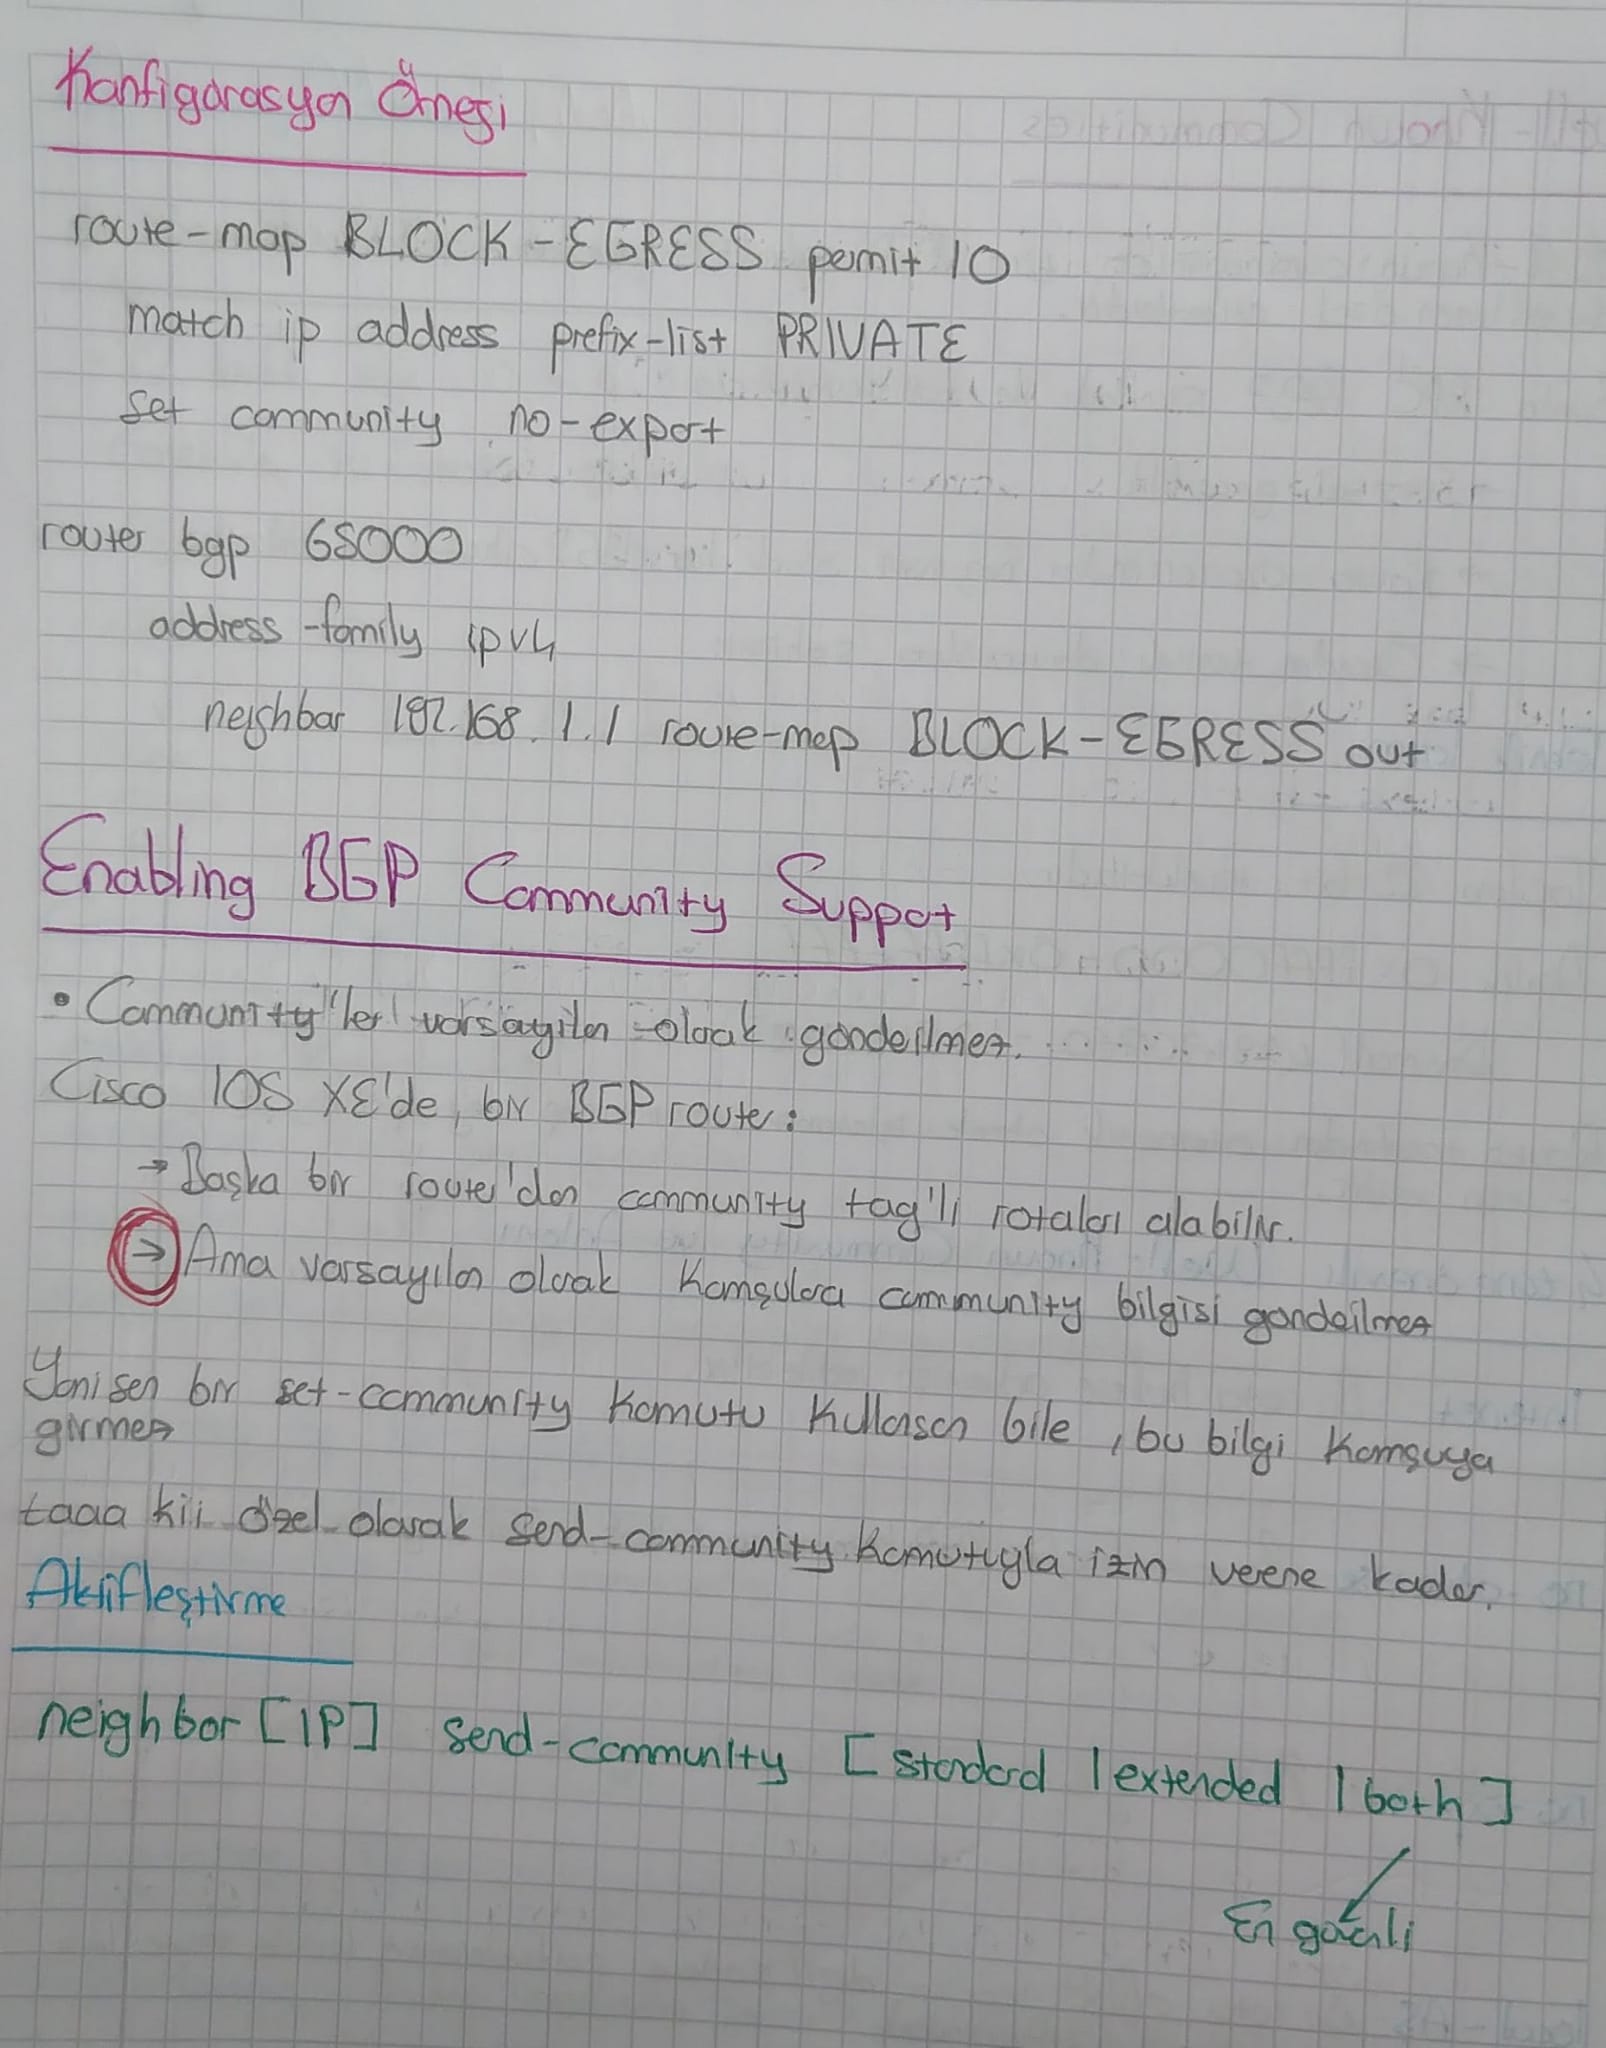 Konfigürasyon Örneği
route-map BLOCK-EGRESS permit 10
match ip address prefix-list PRIVATE
set community no-export
router bgp 65000
address-family ipv4
neighbor 192.168.1.1 route-map BLOCK-EGRESS out
Enabling BGP Community Support
• Community'ler varsayılan olarak gönderilmez.
Cisco IOS XE'de, bir BGP router:
→ Başka bir router'dan community tag'li rotaları alabilir.
→ Ama varsayılan olarak komşulara community bilgisi gönderilmez
Yani sen bir set-community komutu kullansan bile, bu bilgi komşuya
girmez
taaa kii özel olarak send-community komutuyla izin verene kadar.
Aktifleştirme
neighbor [IP] send-community [standard | extended | both]
En güvenli